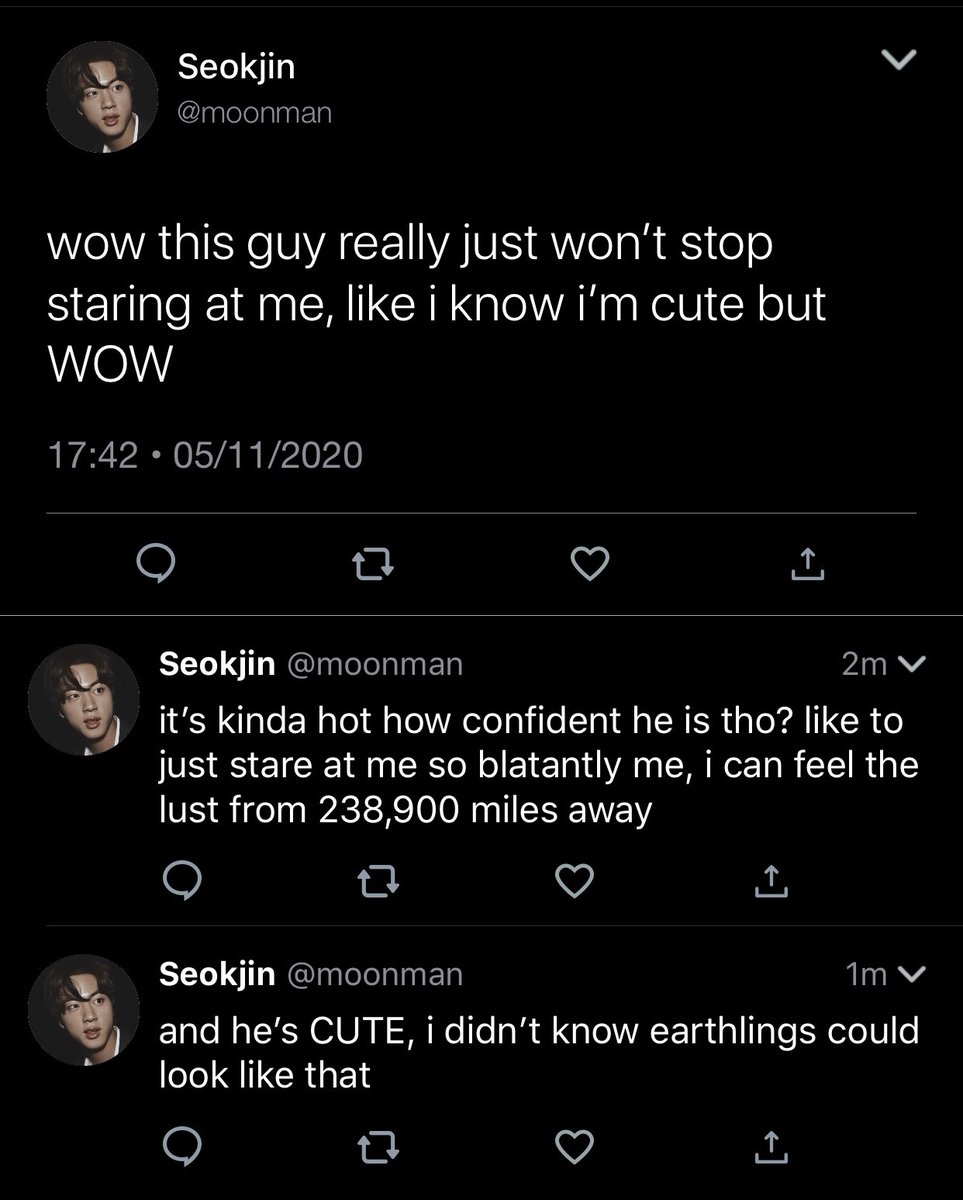 Seokjin
@moonman
wow this guy really just won’t stop
staring at me, like i know i’m cute but
WOW
17:42 • 05/11/2020
Seokjin @moonman 2m
it’s kinda hot how confident he is tho? like to
just stare at me so blatantly me, i can feel the
lust from 238,900 miles away
Seokjin @moonman 1m
and he’s CUTE, i didn’t know earthlings could
look like that